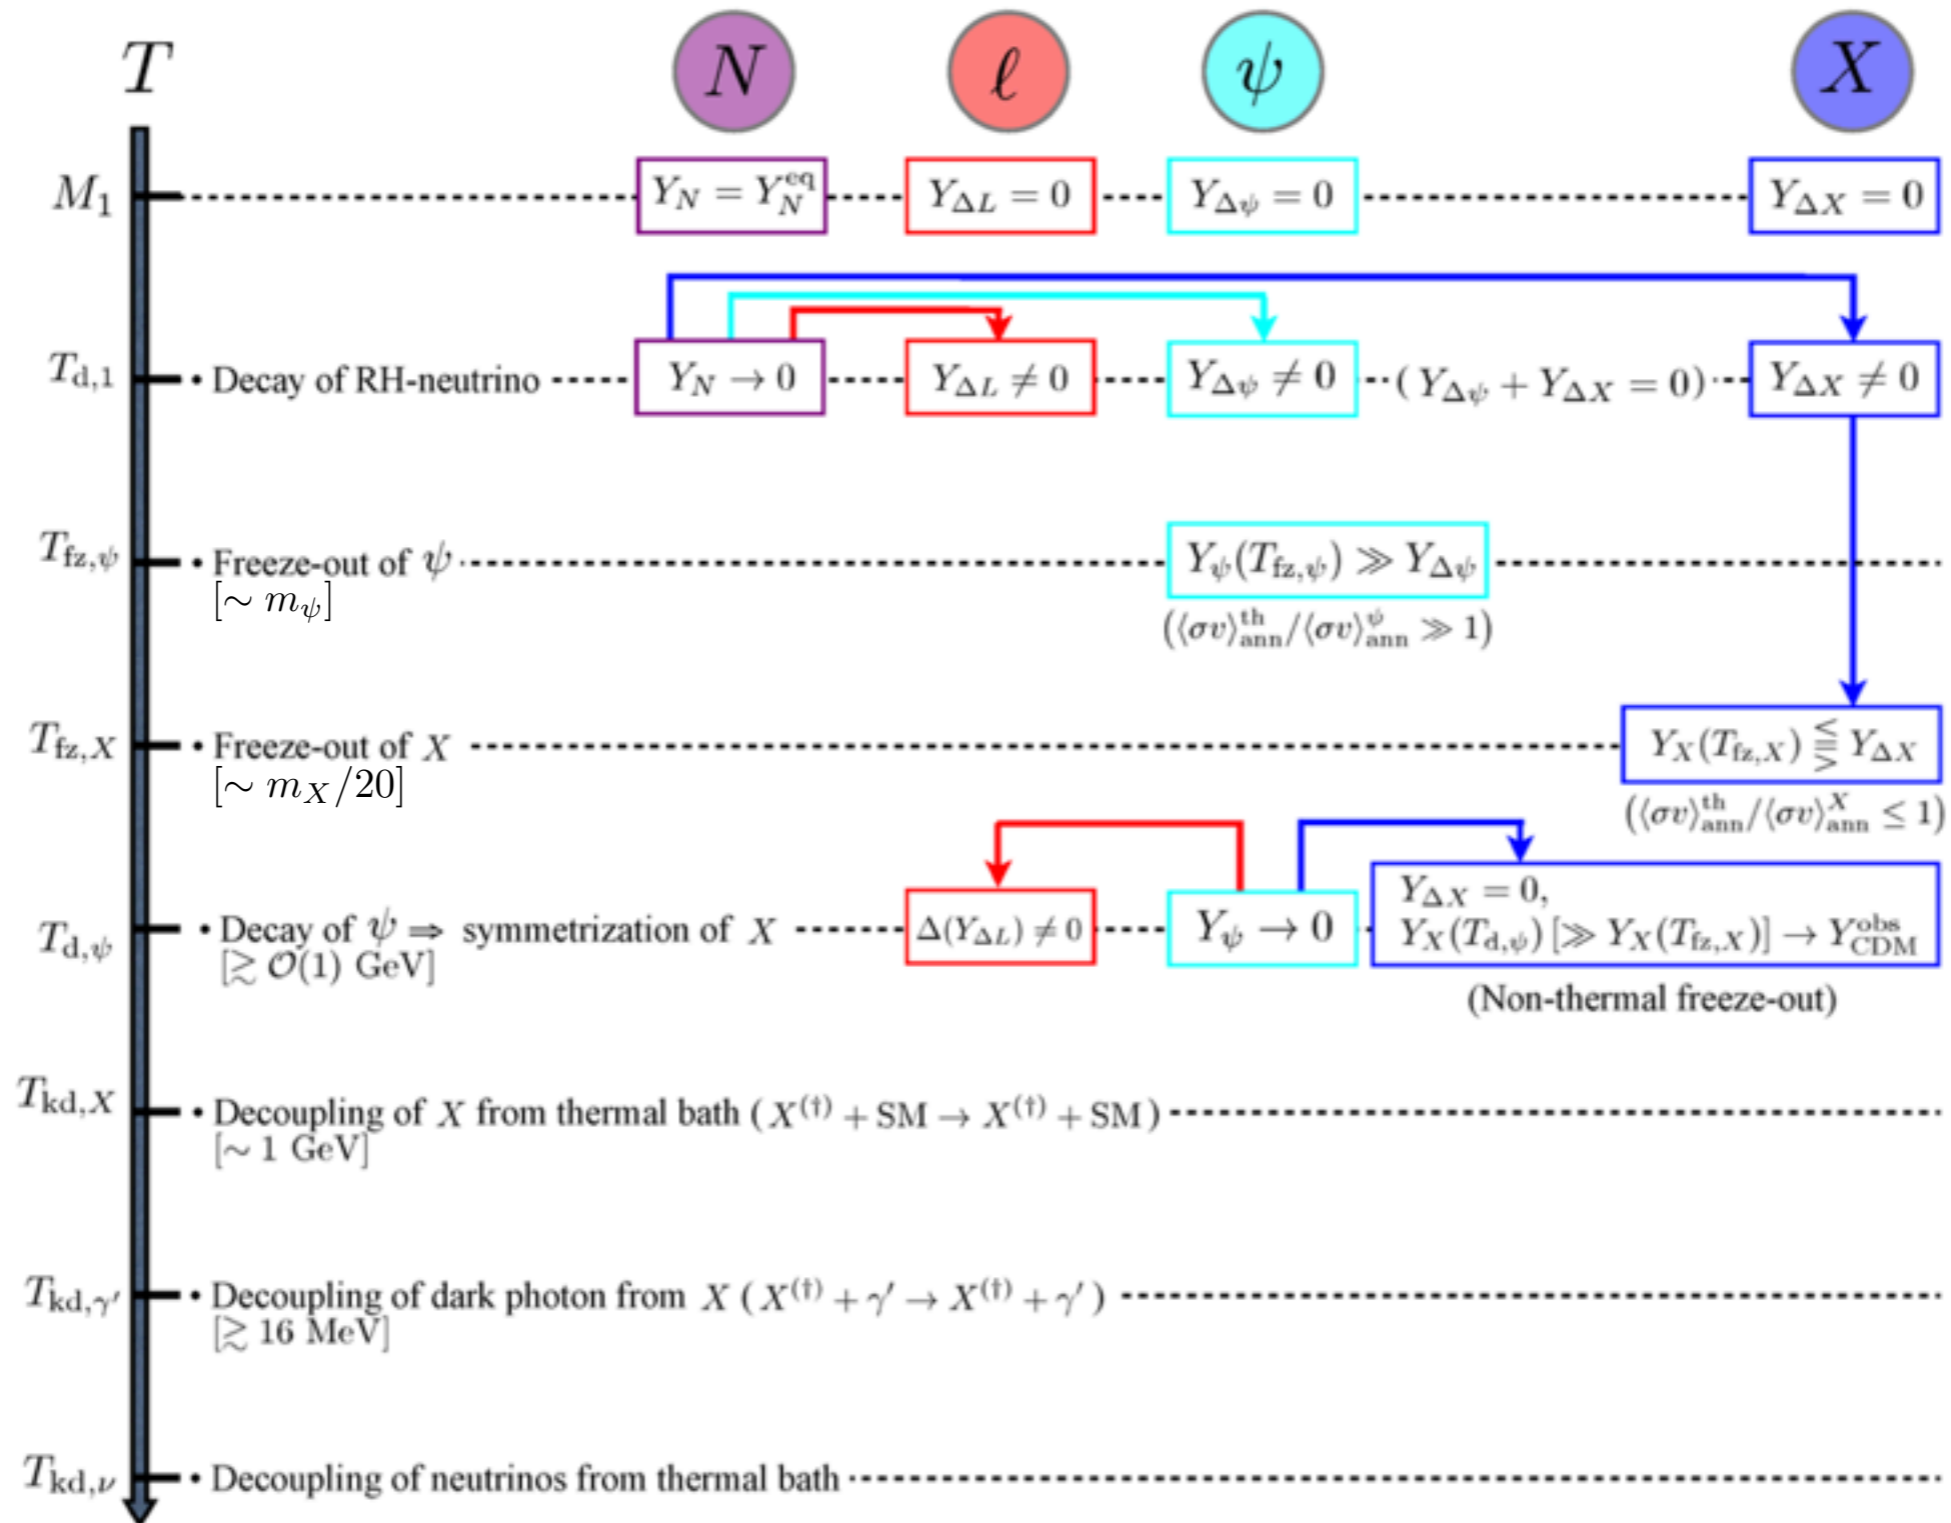 T N ℓ ψ X
M₁ Y_N = Y_N^eq Y_ΔL = 0 Y_Δψ = 0 Y_ΔX = 0
T_d,1 • Decay of RH-neutrino Y_N → 0 Y_ΔL ≠ 0 Y_Δψ ≠ 0 ( Y_Δψ + Y_ΔX = 0 ) Y_ΔX ≠ 0
T_fz,ψ • Freeze-out of ψ Y_ψ(T_fz,ψ) ≫ Y_Δψ
[∼ m_ψ]
(⟨σv⟩_ann^th/⟨σv⟩_ann^ψ ≫ 1)
T_fz,X • Freeze-out of X Y_X(T_fz,X) ⪋ Y_ΔX
[∼ m_X/20]
(⟨σv⟩_ann^th/⟨σv⟩_ann^X ≤ 1)
T_d,ψ • Decay of ψ ⇒ symmetrization of X Δ(Y_ΔL) ≠ 0 Y_ψ → 0 Y_ΔX = 0,
Y_X(T_d,ψ) [≫ Y_X(T_fz,X)] → Y_CDM^obs
[≳ 𝒪(1) GeV]
(Non-thermal freeze-out)
T_kd,X • Decoupling of X from thermal bath ( X^(†) + SM → X^(†) + SM )
[∼ 1 GeV]
T_kd,γ′ • Decoupling of dark photon from X ( X^(†) + γ′ → X^(†) + γ′ )
[≳ 16 MeV]
T_kd,ν • Decoupling of neutrinos from thermal bath